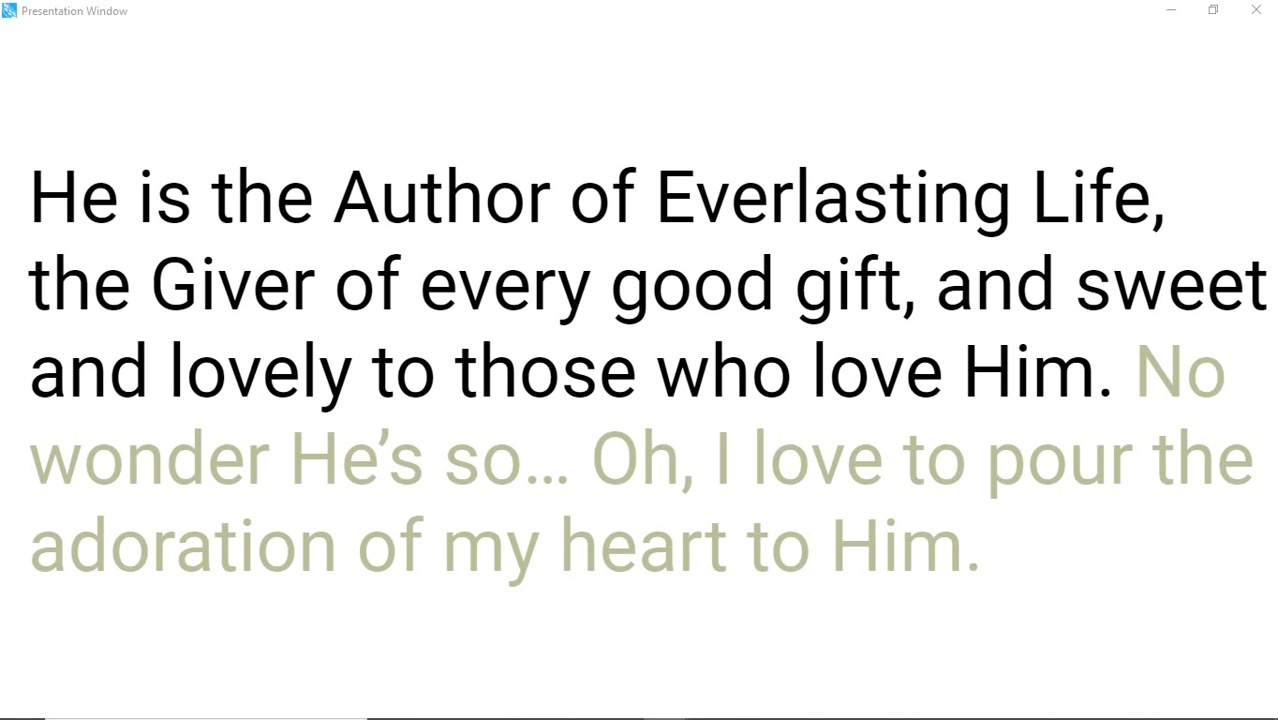 Presentation Window
He is the Author of Everlasting Life,
the Giver of every good gift, and sweet
and lovely to those who love Him. No
wonder He’s so… Oh, I love to pour the
adoration of my heart to Him.